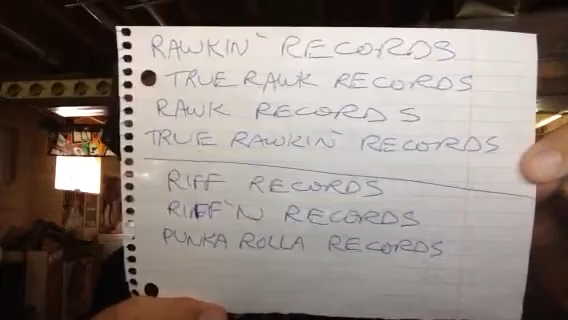 RAWKIN` RECORDS
TRUE RAWK RECORDS
RAWK RECORDS
TRUE RAWKIN` RECORDS
RIFF RECORDS
RIFF`N RECORDS
PUNKA ROLLA RECORDS